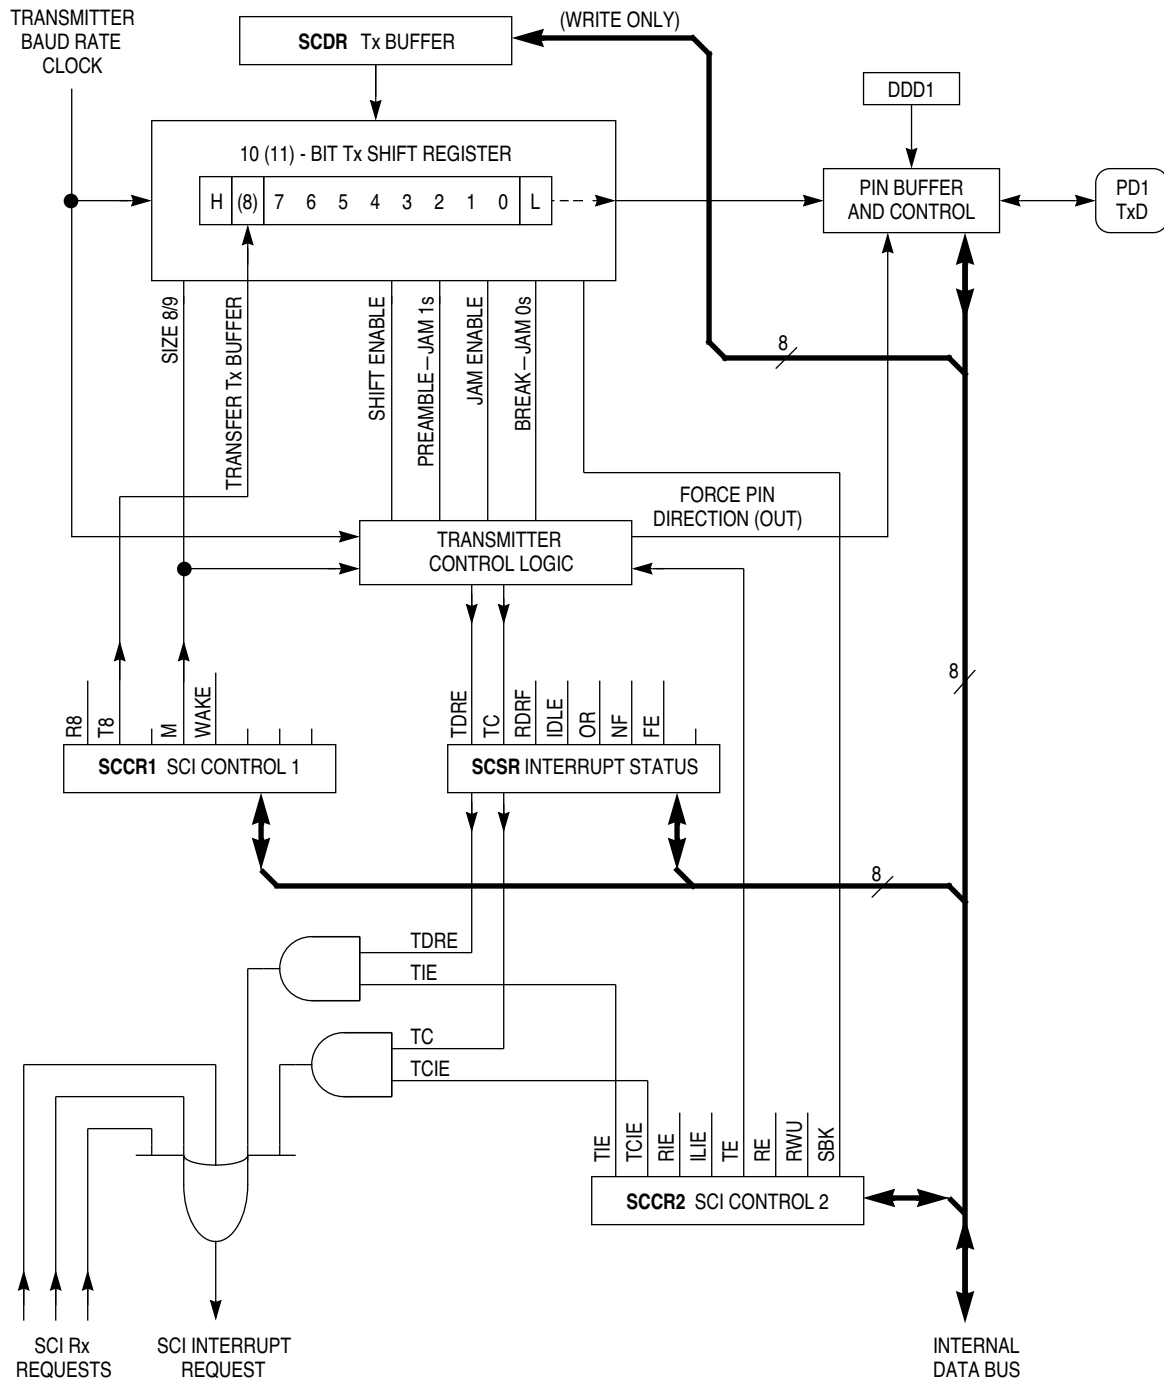 TRANSMITTER
BAUD RATE
CLOCK
SCDR Tx BUFFER
(WRITE ONLY)
DDD1
10 (11) - BIT Tx SHIFT REGISTER
H (8) 7 6 5 4 3 2 1 0 L
PIN BUFFER
AND CONTROL
PD1
TxD
SIZE 8/9
TRANSFER Tx BUFFER
SHIFT ENABLE
PREAMBLE—JAM 1s
JAM ENABLE
BREAK—JAM 0s
8
FORCE PIN
DIRECTION (OUT)
TRANSMITTER
CONTROL LOGIC
8
R8
T8
M
WAKE
TDRE
TC
RDRF
IDLE
OR
NF
FE
SCCR1 SCI CONTROL 1
SCSR INTERRUPT STATUS
8
TDRE
TIE
TC
TCIE
TIE
TCIE
RIE
ILIE
TE
RE
RWU
SBK
SCCR2 SCI CONTROL 2
SCI Rx
REQUESTS
SCI INTERRUPT
REQUEST
INTERNAL
DATA BUS